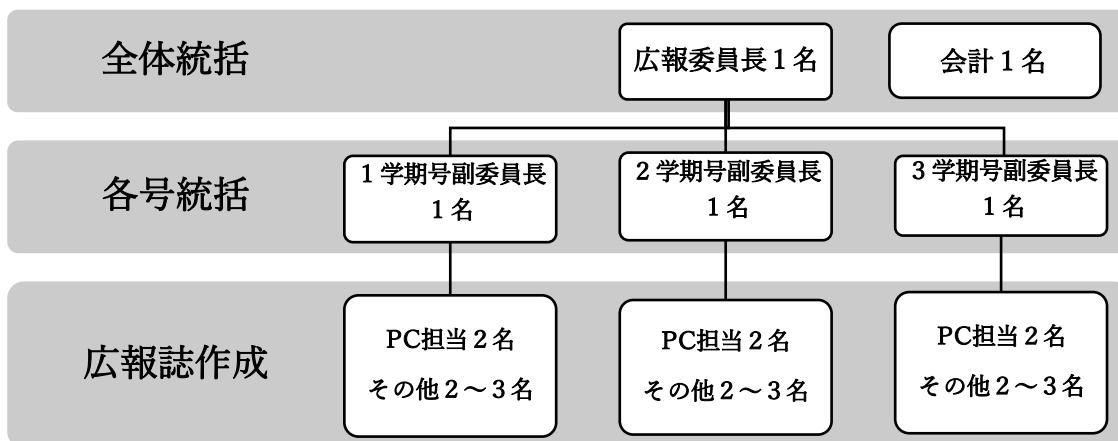 全体統括
広報委員長１名
会計１名
各号統括
１学期号副委員長
１名
２学期号副委員長
１名
３学期号副委員長
１名
広報誌作成
PC担当２名
その他２～３名
PC担当２名
その他２～３名
PC担当２名
その他２～３名